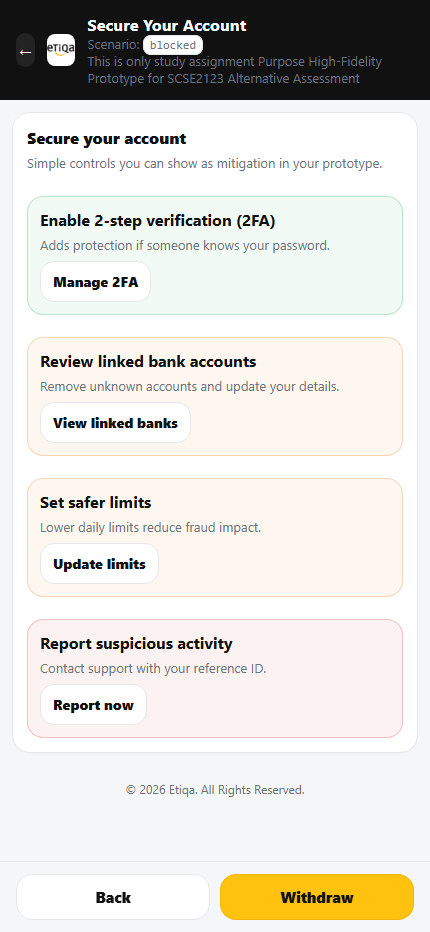 Secure Your Account
←
eTiQa
Scenario: blocked
This is only study assignment Purpose High-Fidelity
Prototype for SCSE2123 Alternative Assessment
Secure your account
Simple controls you can show as mitigation in your prototype.
Enable 2-step verification (2FA)
Adds protection if someone knows your password.
Manage 2FA
Review linked bank accounts
Remove unknown accounts and update your details.
View linked banks
Set safer limits
Lower daily limits reduce fraud impact.
Update limits
Report suspicious activity
Contact support with your reference ID.
Report now
© 2026 Etiqa. All Rights Reserved.
Back
Withdraw